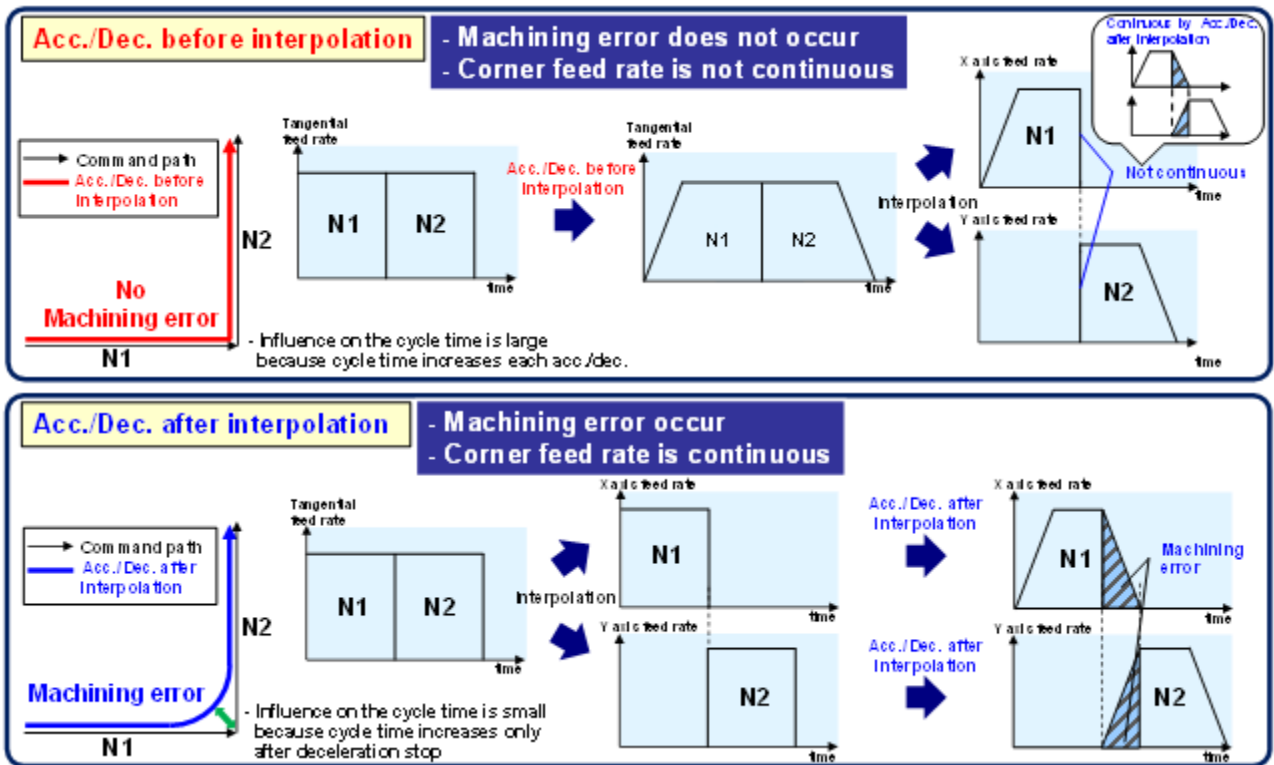 Acc./Dec. before interpolation
- Machining error does not occur
- Corner feed rate is not continuous
Continuous by Acc./Dec.
after Interpolation
Command path
Acc./Dec. before
Interpolation
N2
No
Machining error
N1
Tangential
feed rate
N1
N2
time
Acc./Dec. before
Interpolation
Tangential
feed rate
N1
N2
time
Interpolation
X axis feed rate
N1
time
Not continuous
Y axis feed rate
N2
time
- Influence on the cycle time is large
because cycle time increases each acc./dec.
Acc./Dec. after interpolation
- Machining error occur
- Corner feed rate is continuous
Command path
Acc./Dec. after
Interpolation
N2
Machining error
N1
Tangential
feed rate
N1
N2
time
Interpolation
X axis feed rate
N1
time
Y axis feed rate
N2
time
Acc./Dec. after
Interpolation
Acc./Dec. after
Interpolation
X axis feed rate
N1
Machining
error
time
Y axis feed rate
N2
time
- Influence on the cycle time is small
because cycle time increases only
after deceleration stop